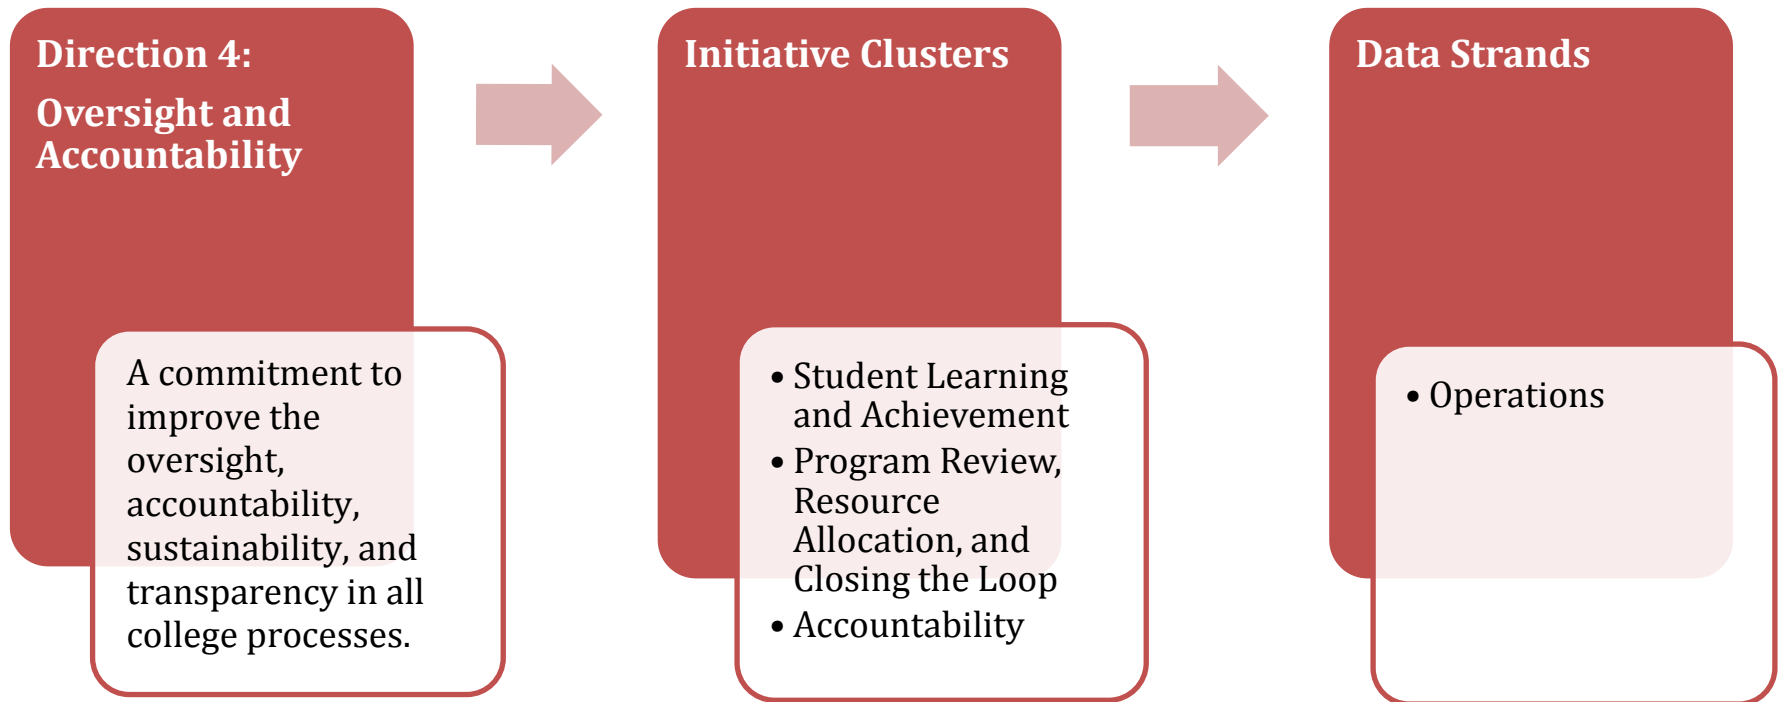 Direction 4:
Oversight and
Accountability
A commitment to
improve the
oversight,
accountability,
sustainability, and
transparency in all
college processes.
Initiative Clusters
• Student Learning
and Achievement
• Program Review,
Resource
Allocation, and
Closing the Loop
• Accountability
Data Strands
• Operations